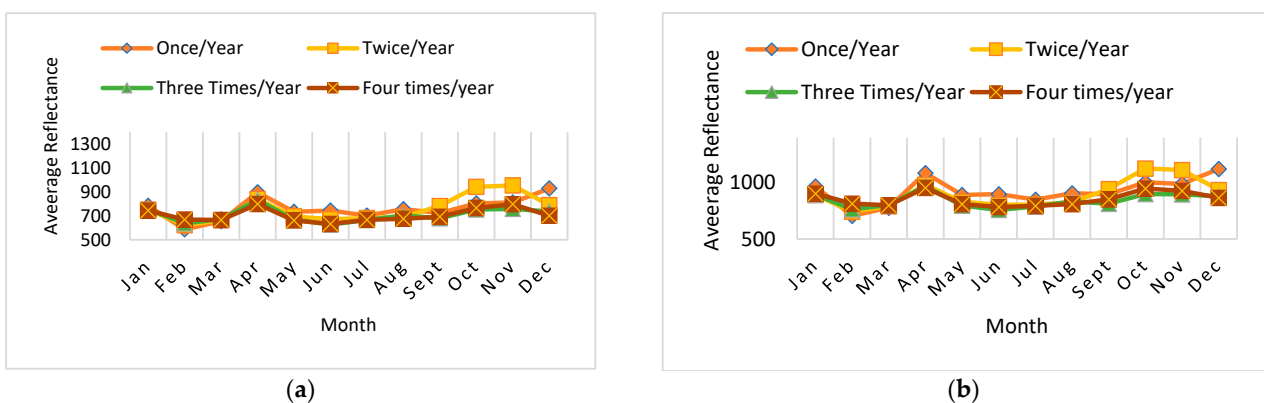 Once/Year
Twice/Year
Three Times/Year
Four times/year
Aveerage Reflectance
1300
1100
900
700
500
Jan Feb Mar Apr May Jun Jul Aug Sept Oct Nov Dec
Month
(a)
Once/Year
Twice/Year
Three Times/Year
Four times/year
Aveerage Reflectance
1000
500
Jan Feb Mar Apr May Jun Jul Aug Sept Oct Nov Dec
Month
(b)